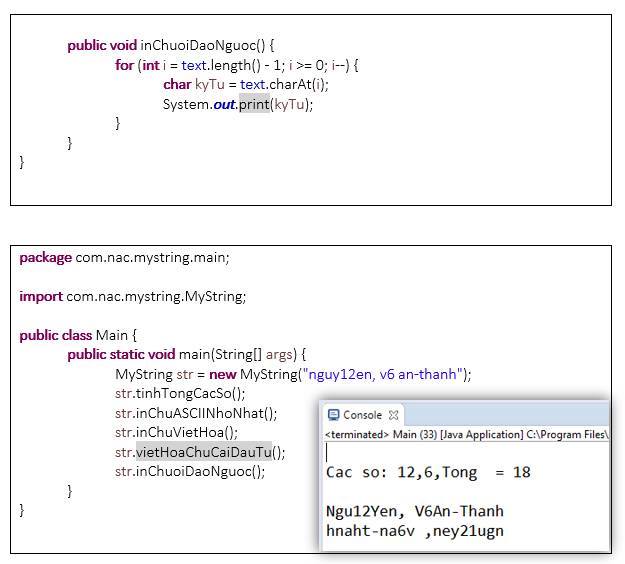 public void inChuoiDaoNguoc() {
for (int i = text.length() - 1; i >= 0; i--) {
char kyTu = text.charAt(i);
System.out.print(kyTu);
}
}
}
package com.nac.mystring.main;
import com.nac.mystring.MyString;
public class Main {
public static void main(String[] args) {
MyString str = new MyString("nguy12en, v6 an-thanh");
str.tinhTongCacSo();
str.inChuASCIINhoNhat();
str.inChuVietHoa();
str.vietHoaChuCaiDauTu();
str.inChuoiDaoNguoc();
}
}
Console
<terminated> Main (33) [Java Application] C:\Program Files\
Cac so: 12,6,Tong = 18
Ngu12Yen, V6An-Thanh
hnaht-na6v ,ney21ugn